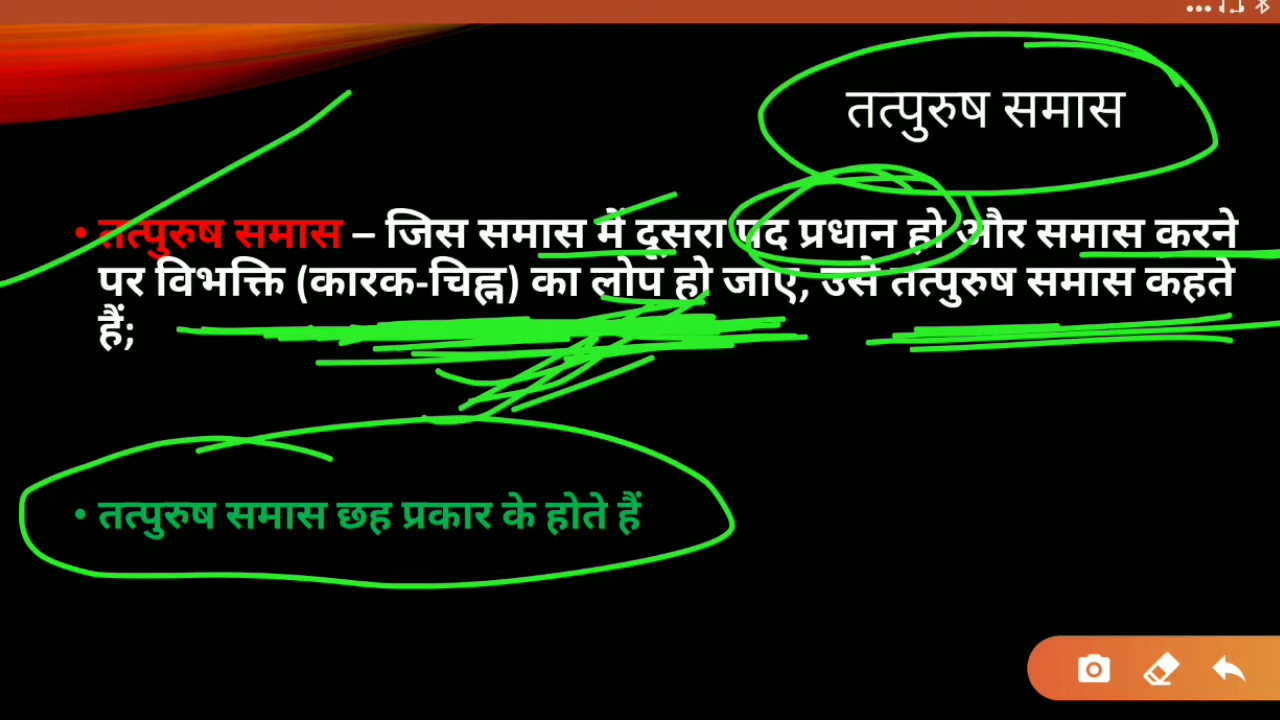 तत्पुरुष समास
• तत्पुरुष समास – जिस समास में दूसरा पद प्रधान हो और समास करने
पर विभक्ति (कारक-चिह्न) का लोप हो जाए, उसे तत्पुरुष समास कहते
हैं;
• तत्पुरुष समास छह प्रकार के होते हैं